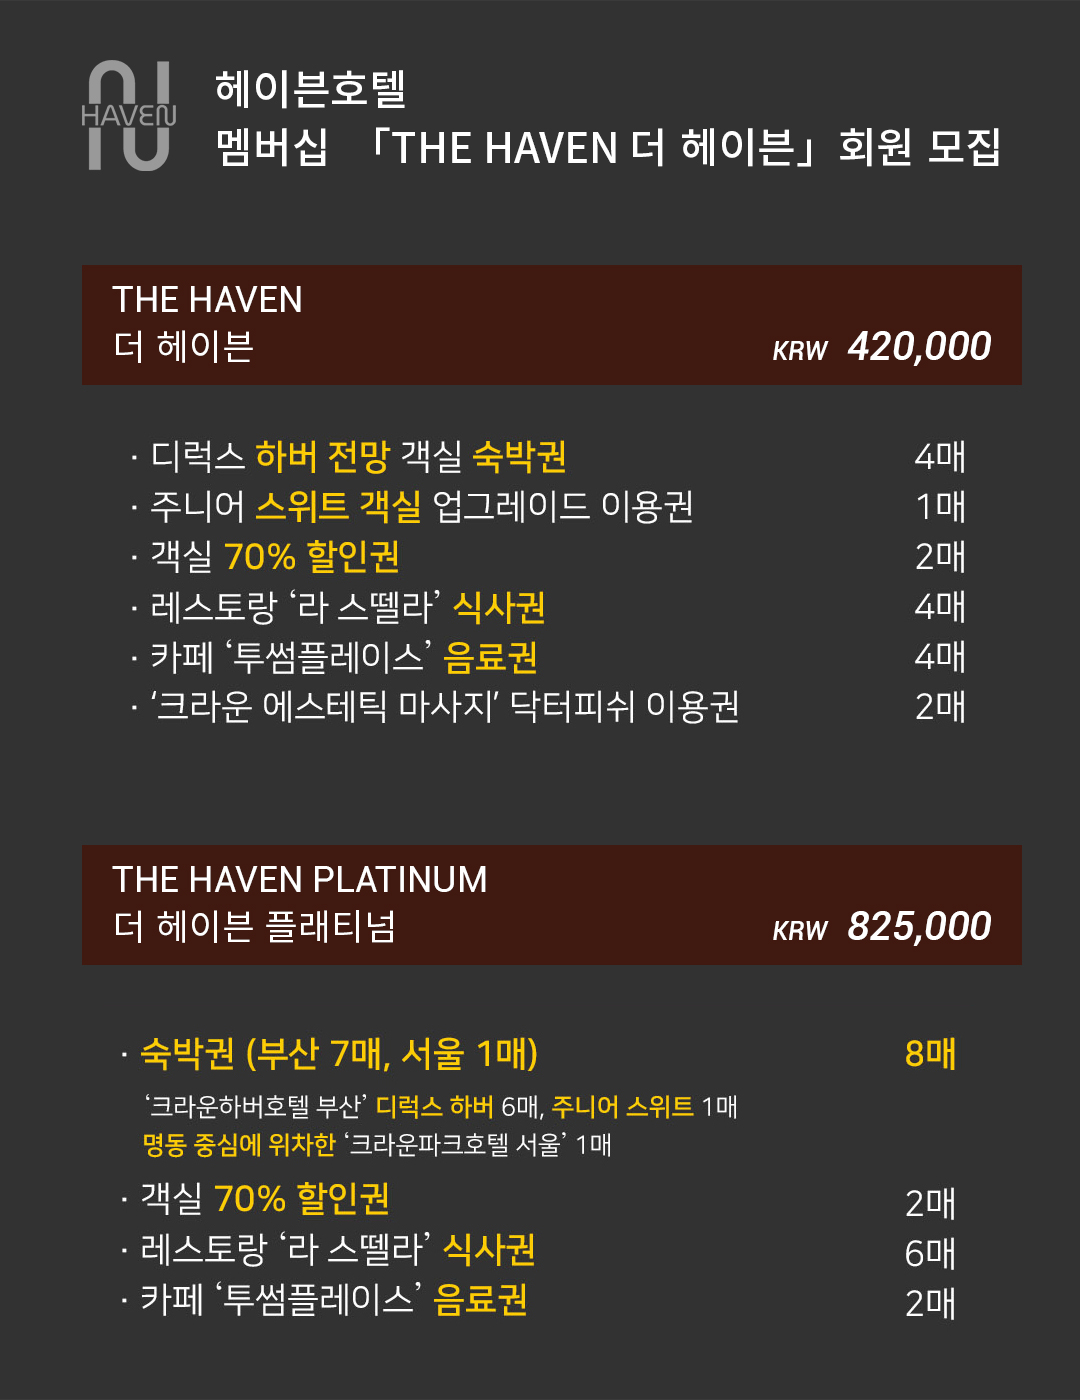 HAVEN
헤이븐호텔
멤버십 「THE HAVEN 더 헤이븐」 회원 모집
THE HAVEN
더 헤이븐 KRW 420,000
· 디럭스 하버 전망 객실 숙박권 4매
· 주니어 스위트 객실 업그레이드 이용권 1매
· 객실 70% 할인권 2매
· 레스토랑 ‘라 스뗄라’ 식사권 4매
· 카페 ‘투썸플레이스’ 음료권 4매
· ‘크라운 에스테틱 마사지’ 닥터피쉬 이용권 2매
THE HAVEN PLATINUM
더 헤이븐 플래티넘 KRW 825,000
· 숙박권 (부산 7매, 서울 1매) 8매
‘크라운하버호텔 부산’ 디럭스 하버 6매, 주니어 스위트 1매
명동 중심에 위차한 ‘크라운파크호텔 서울’ 1매
· 객실 70% 할인권 2매
· 레스토랑 ‘라 스뗄라’ 식사권 6매
· 카페 ‘투썸플레이스’ 음료권 2매